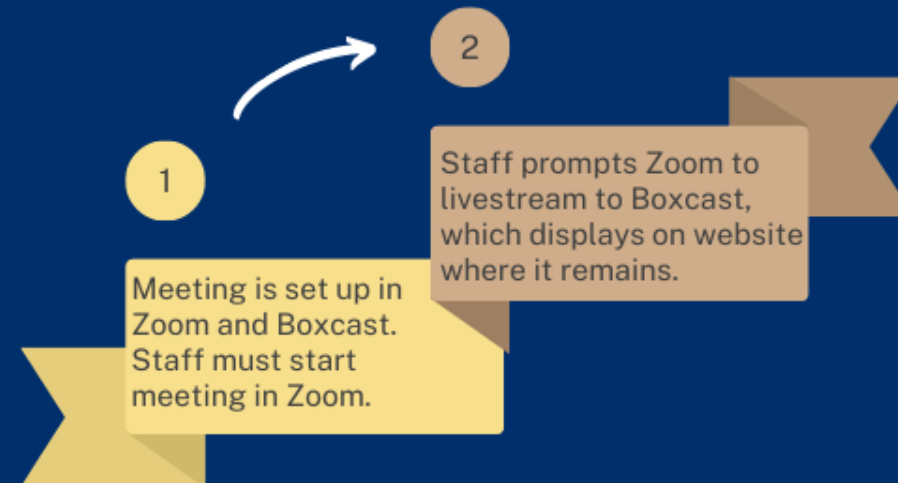 1
Meeting is set up in
Zoom and Boxcast.
Staff must start
meeting in Zoom.
2
Staff prompts Zoom to
livestream to Boxcast,
which displays on website
where it remains.